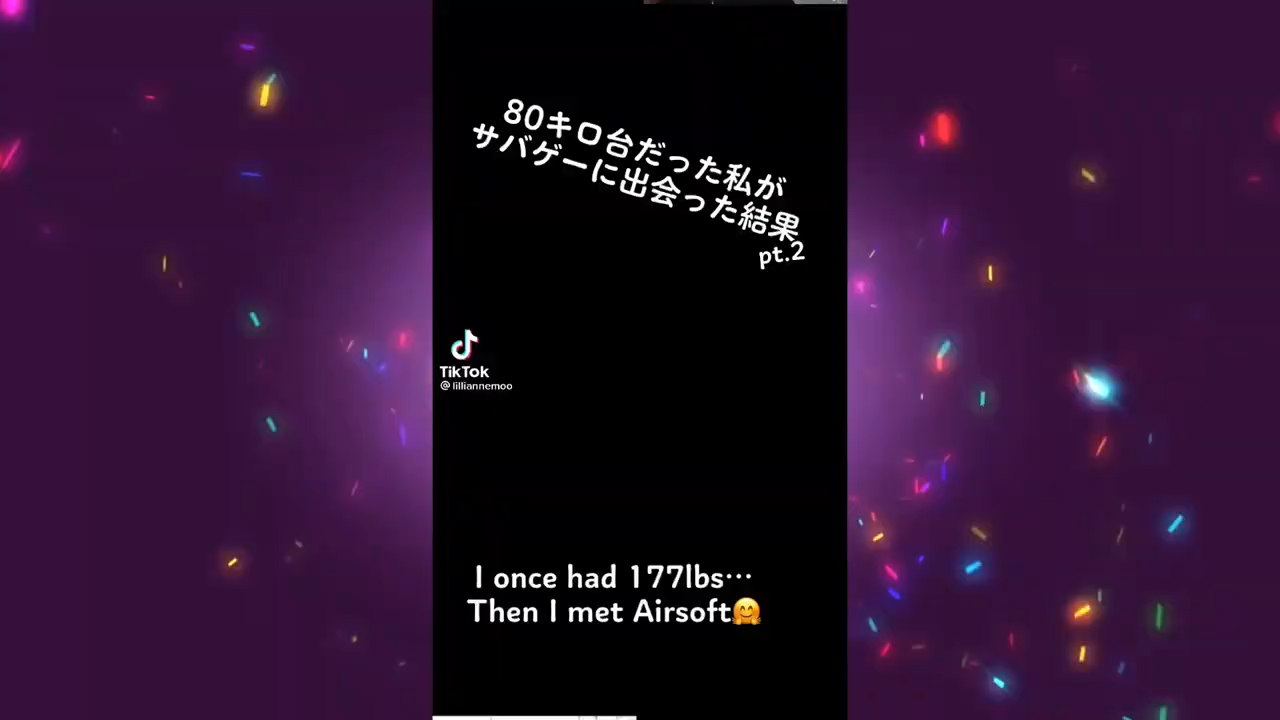 80キロ台だった私が
サバゲーに出会った結果
pt.2
TikTok
@lilliannemoo
I once had 177lbs…
Then I met Airsoft🤗